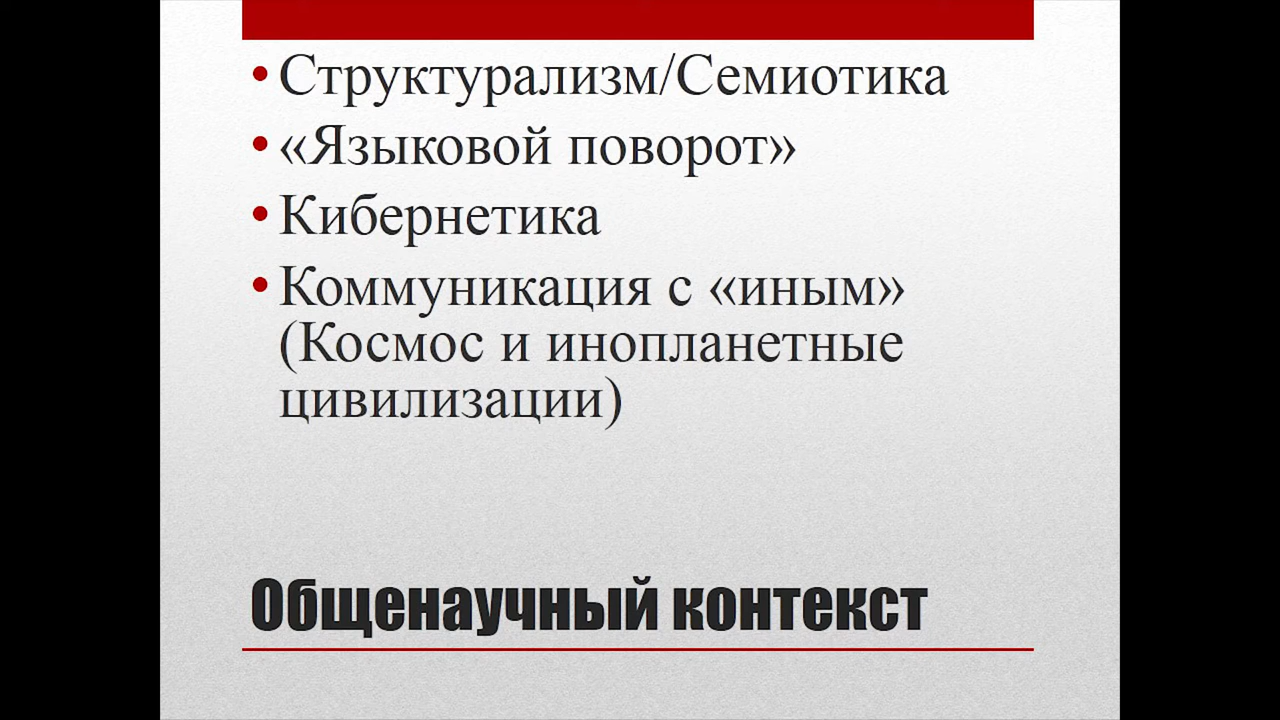 • Структурализм/Семиотика
• «Языковой поворот»
• Кибернетика
• Коммуникация с «иным»
(Космос и инопланетные
цивилизации)
Общенаучный контекст